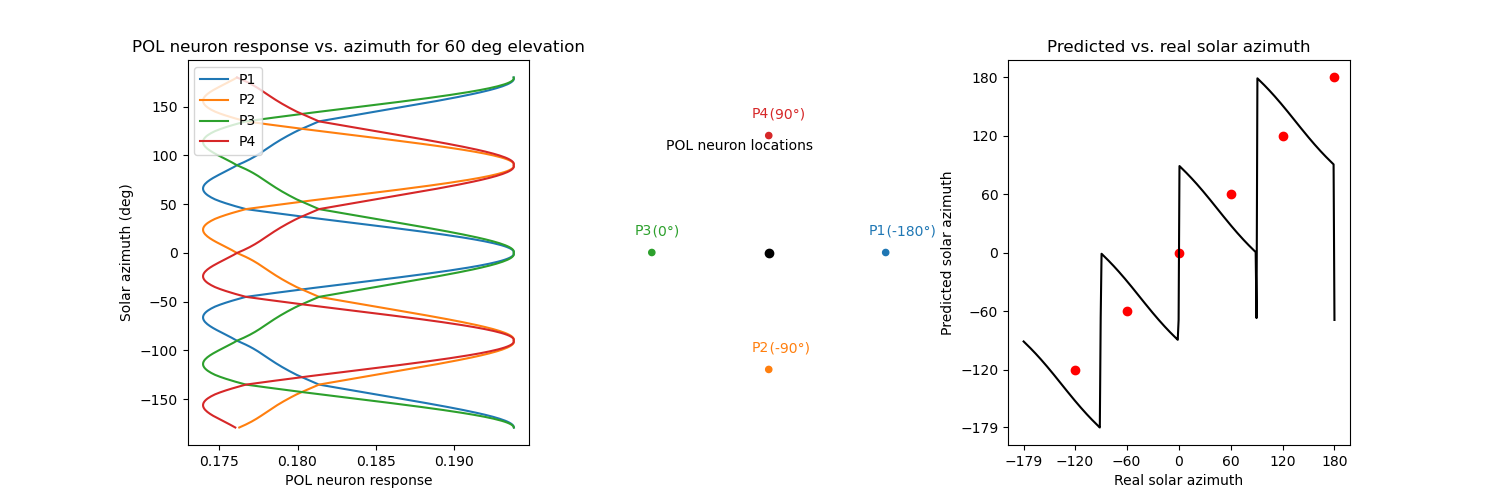 POL neuron response vs. azimuth for 60 deg elevation
P1
P2
P3
P4
150
100
50
0
−50
−100
−150
Solar azimuth (deg)
0.175 0.180 0.185 0.190
POL neuron response
P4(90°)
POL neuron locations
P3(0°)
P1(-180°)
P2(-90°)
Predicted vs. real solar azimuth
180
120
60
0
−60
−120
−179
Predicted solar azimuth
−179 −120 −60 0 60 120 180
Real solar azimuth